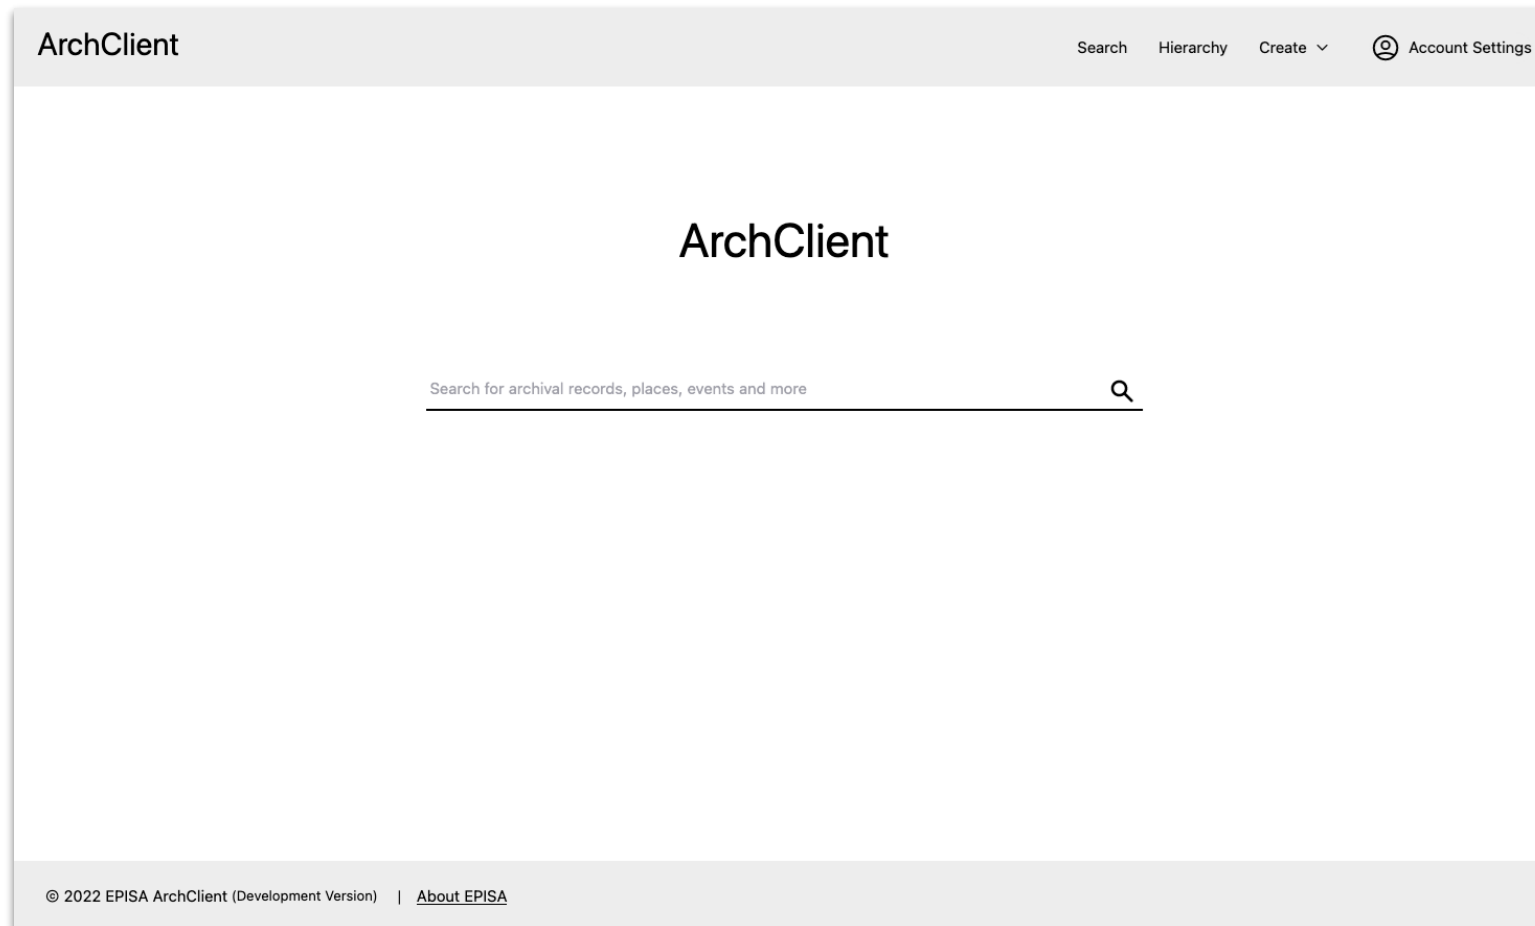 ArchClient
Search Hierarchy Create Account Settings
ArchClient
Search for archival records, places, events and more
© 2022 EPISA ArchClient (Development Version) | About EPISA